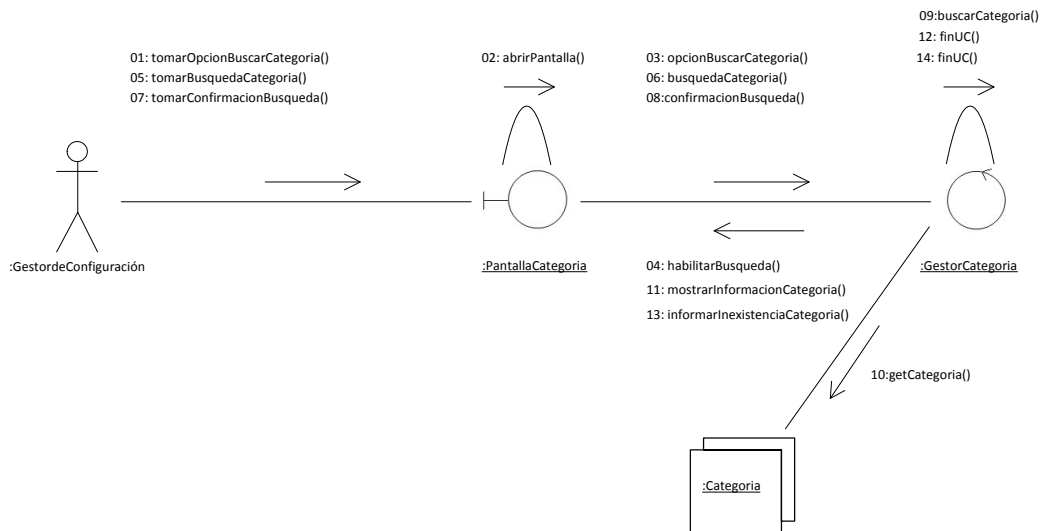 09:buscarCategoria()
12: finUC()
14: finUC()
01: tomarOpcionBuscarCategoria()
05: tomarBusquedaCategoria()
07: tomarConfirmacionBusqueda()
02: abrirPantalla()
03: opcionBuscarCategoria()
06: busquedaCategoria()
08:confirmacionBusqueda()
:GestordeConfiguración
:PantallaCategoria
04: habilitarBusqueda()
11: mostrarInformacionCategoria()
13: informarInexistenciaCategoria()
:GestorCategoria
10:getCategoria()
:Categoria